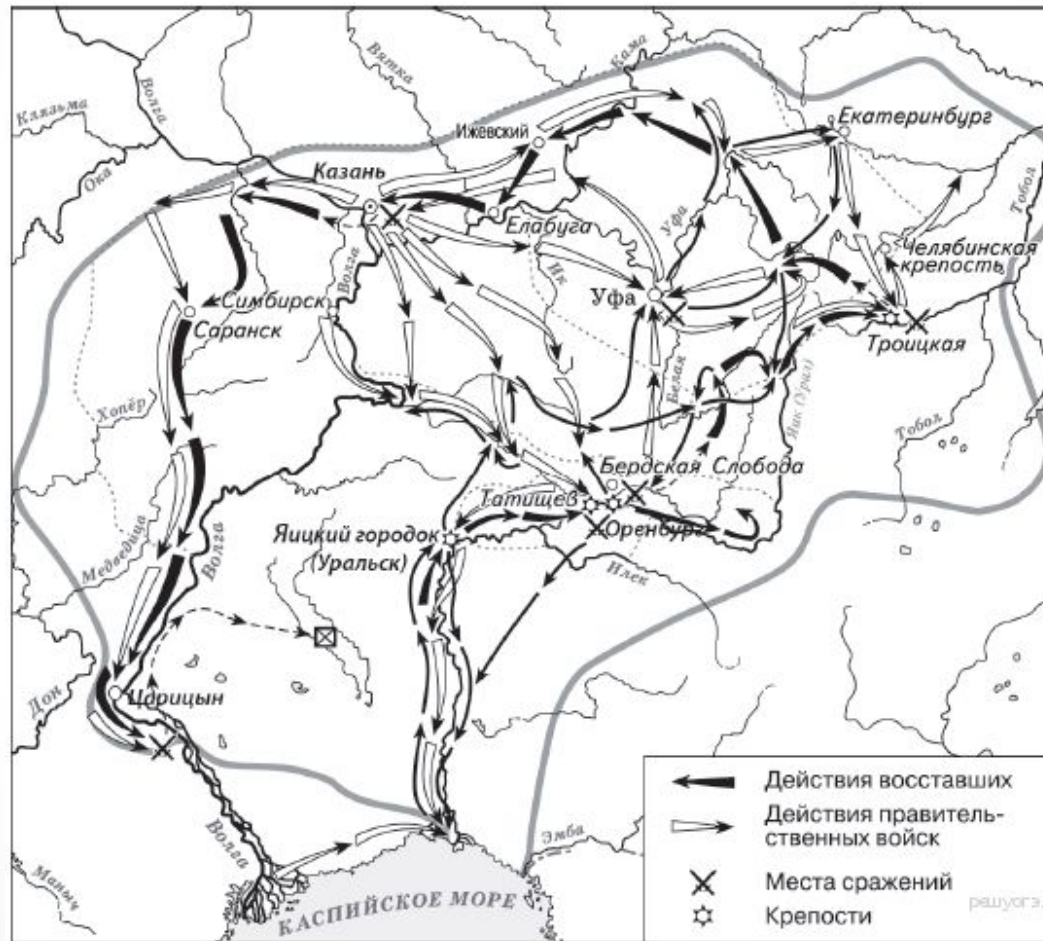 Клязьма
Волга
Вятка
Кама
Ока
Ижевский
Екатеринбург
Казань
Елабуга
Тобол
Волга
Ик
Уфа
Челябинская
крепость
Симбирск
Саранск
Уфа
Троицкая
Белая
Яик (Урал)
Хопёр
Тобол
Бердская Слобода
Татищев
Оренбург
Яицкий городок
(Уральск)
Медведица
Волга
Илек
Дон
Царицын
Волга
Маныч
Эмба
КАСПИЙСКОЕ МОРЕ
Действия восставших
Действия правитель-
ственных войск
Места сражений
Крепости
решуогэ.